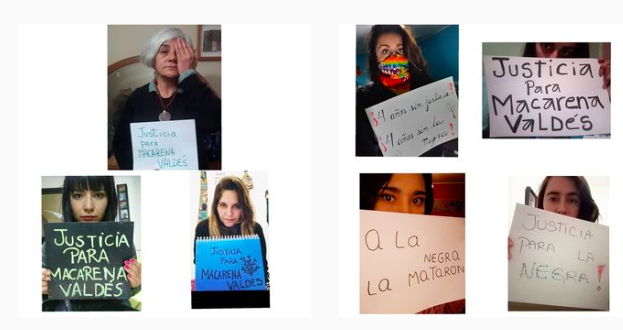 Justicia
para
MACARENA
VALDÉS
JUSTICIA
PARA
MACARENA
VALDÉS
JUSTICIA
PARA
MACARENA
VALDÉS
4 años sin justicia
4 años sin la
negra!
Justicia
Para
Macarena
VaLDés
a La
NEGRA
La MaTaRON
JUSTICIA
PARA LA
NEGRA!